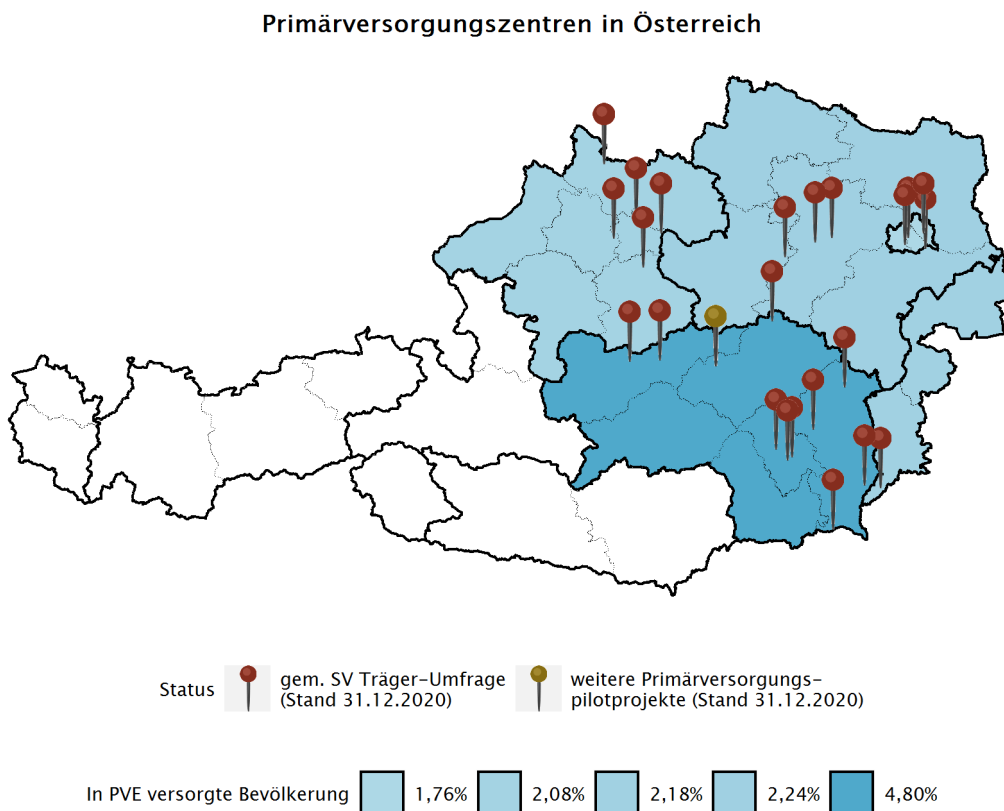 Primärversorgungszentren in Österreich
Status
gem. SV Träger-Umfrage
(Stand 31.12.2020)
weitere Primärversorgungs-
pilotprojekte (Stand 31.12.2020)
In PVE versorgte Bevölkerung 1,76% 2,08% 2,18% 2,24% 4,80%